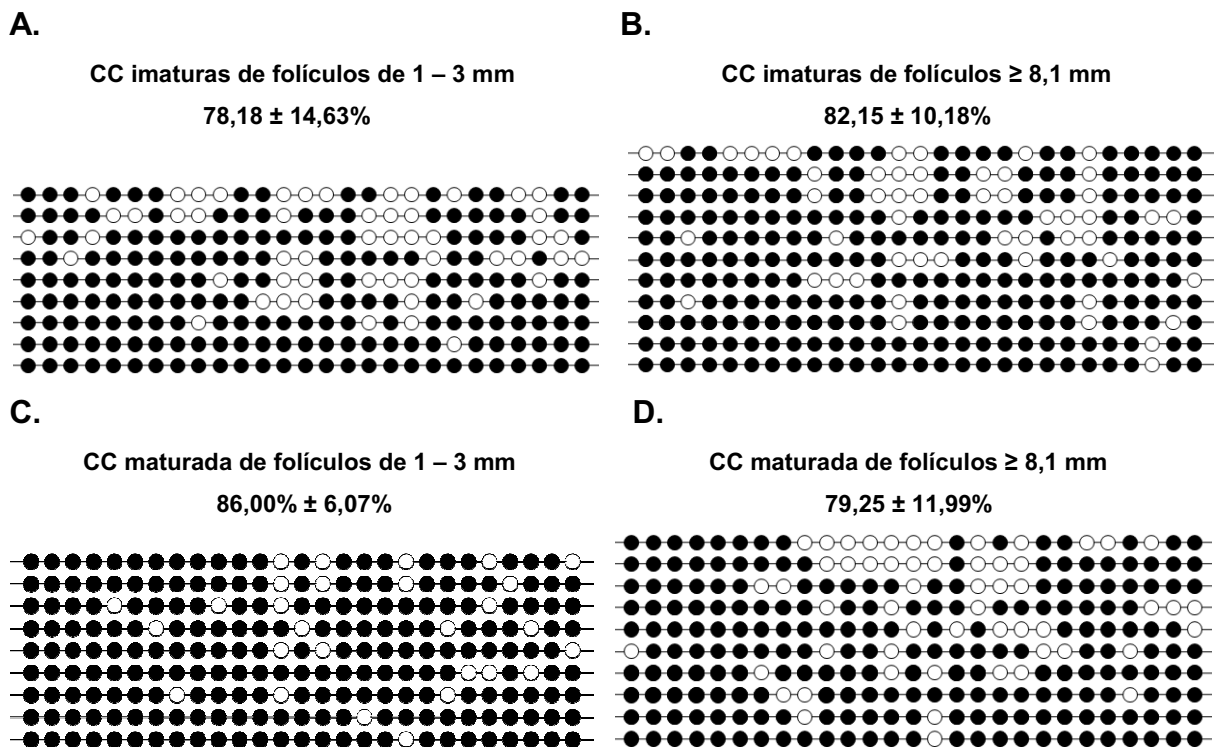 A.
CC imaturas de folículos de 1 – 3 mm
78,18 ± 14,63%
B.
CC imaturas de folículos ≥ 8,1 mm
82,15 ± 10,18%
C.
CC maturada de folículos de 1 – 3 mm
86,00% ± 6,07%
D.
CC maturada de folículos ≥ 8,1 mm
79,25 ± 11,99%